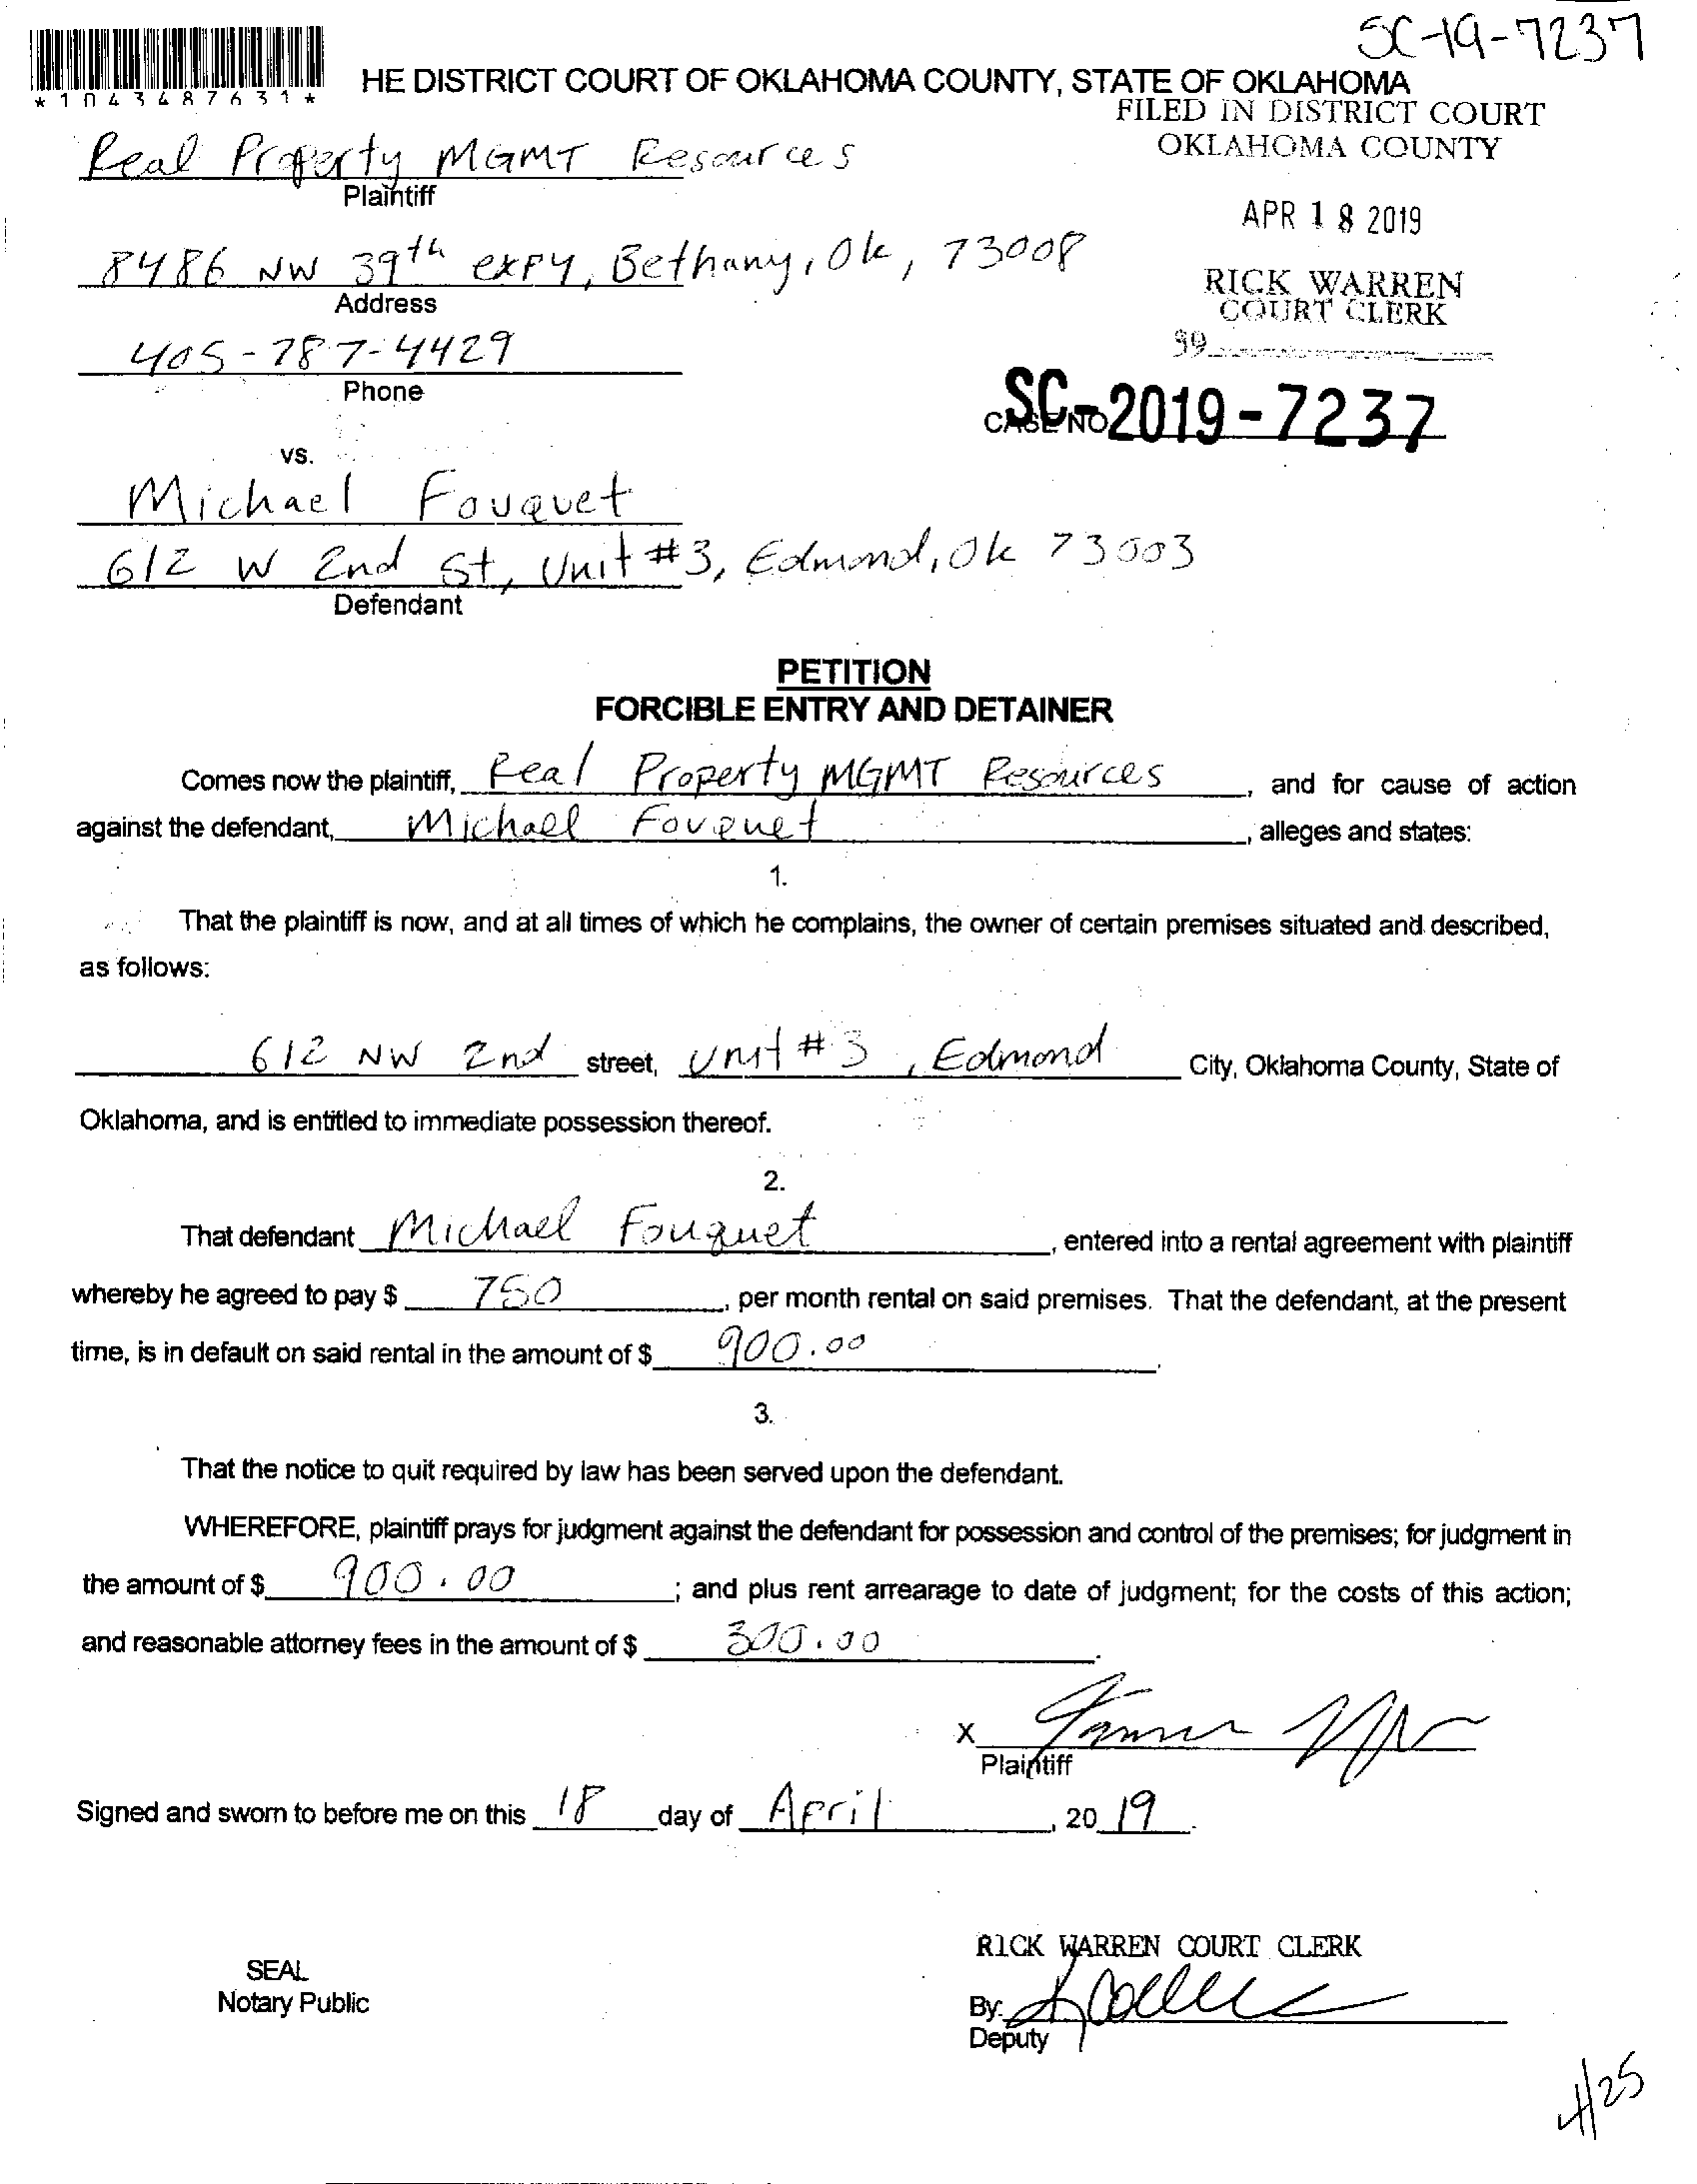 SC-19-7237
*1043487631*
HE DISTRICT COURT OF OKLAHOMA COUNTY, STATE OF OKLAHOMA
FILED IN DISTRICT COURT
OKLAHOMA COUNTY
Real Property MGMT Resources
Plaintiff
APR 18 2019
8486 NW 39th expy, Bethany, Ok, 73008
Address
RICK WARREN
COURT CLERK
405-787-4429
39
Phone
CASE NO SC-2019-7237
vs.
Michael Fouquet
612 W 2nd St, Unit #3, Edmond, Ok 73003
Defendant
PETITION
FORCIBLE ENTRY AND DETAINER
Comes now the plaintiff, Real Property MGMT Resources, and for cause of action
against the defendant, Michael Fouquet, alleges and states:
1.
That the plaintiff is now, and at all times of which he complains, the owner of certain premises situated and described,
as follows:
612 NW 2nd street, Unit #3, Edmond City, Oklahoma County, State of
Oklahoma, and is entitled to immediate possession thereof.
2.
That defendant Michael Fouquet, entered into a rental agreement with plaintiff
whereby he agreed to pay $ 750, per month rental on said premises. That the defendant, at the present
time, is in default on said rental in the amount of $ 900.00.
3.
That the notice to quit required by law has been served upon the defendant.
WHEREFORE, plaintiff prays for judgment against the defendant for possession and control of the premises; for judgment in
the amount of $ 900.00; and plus rent arrearage to date of judgment; for the costs of this action;
and reasonable attorney fees in the amount of $ 300.00.
X
Plaintiff
Signed and sworn to before me on this 18 day of April, 2019.
RICK WARREN COURT CLERK
SEAL
Notary Public
By:
Deputy
4/25